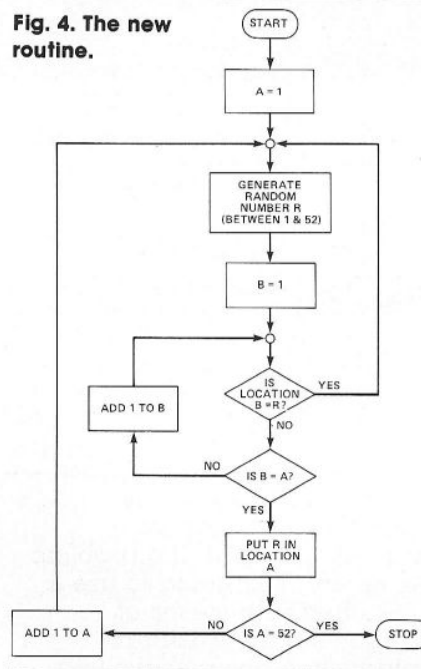 Fig. 4. The new
routine.
START
A = 1
GENERATE
RANDOM
NUMBER R
(BETWEEN 1 & 52)
B = 1
IS
LOCATION
B =R?
YES
ADD 1 TO B
NO
NO
IS B = A?
YES
PUT R IN
LOCATION
A
ADD 1 TO A
NO
IS A = 52?
YES
STOP